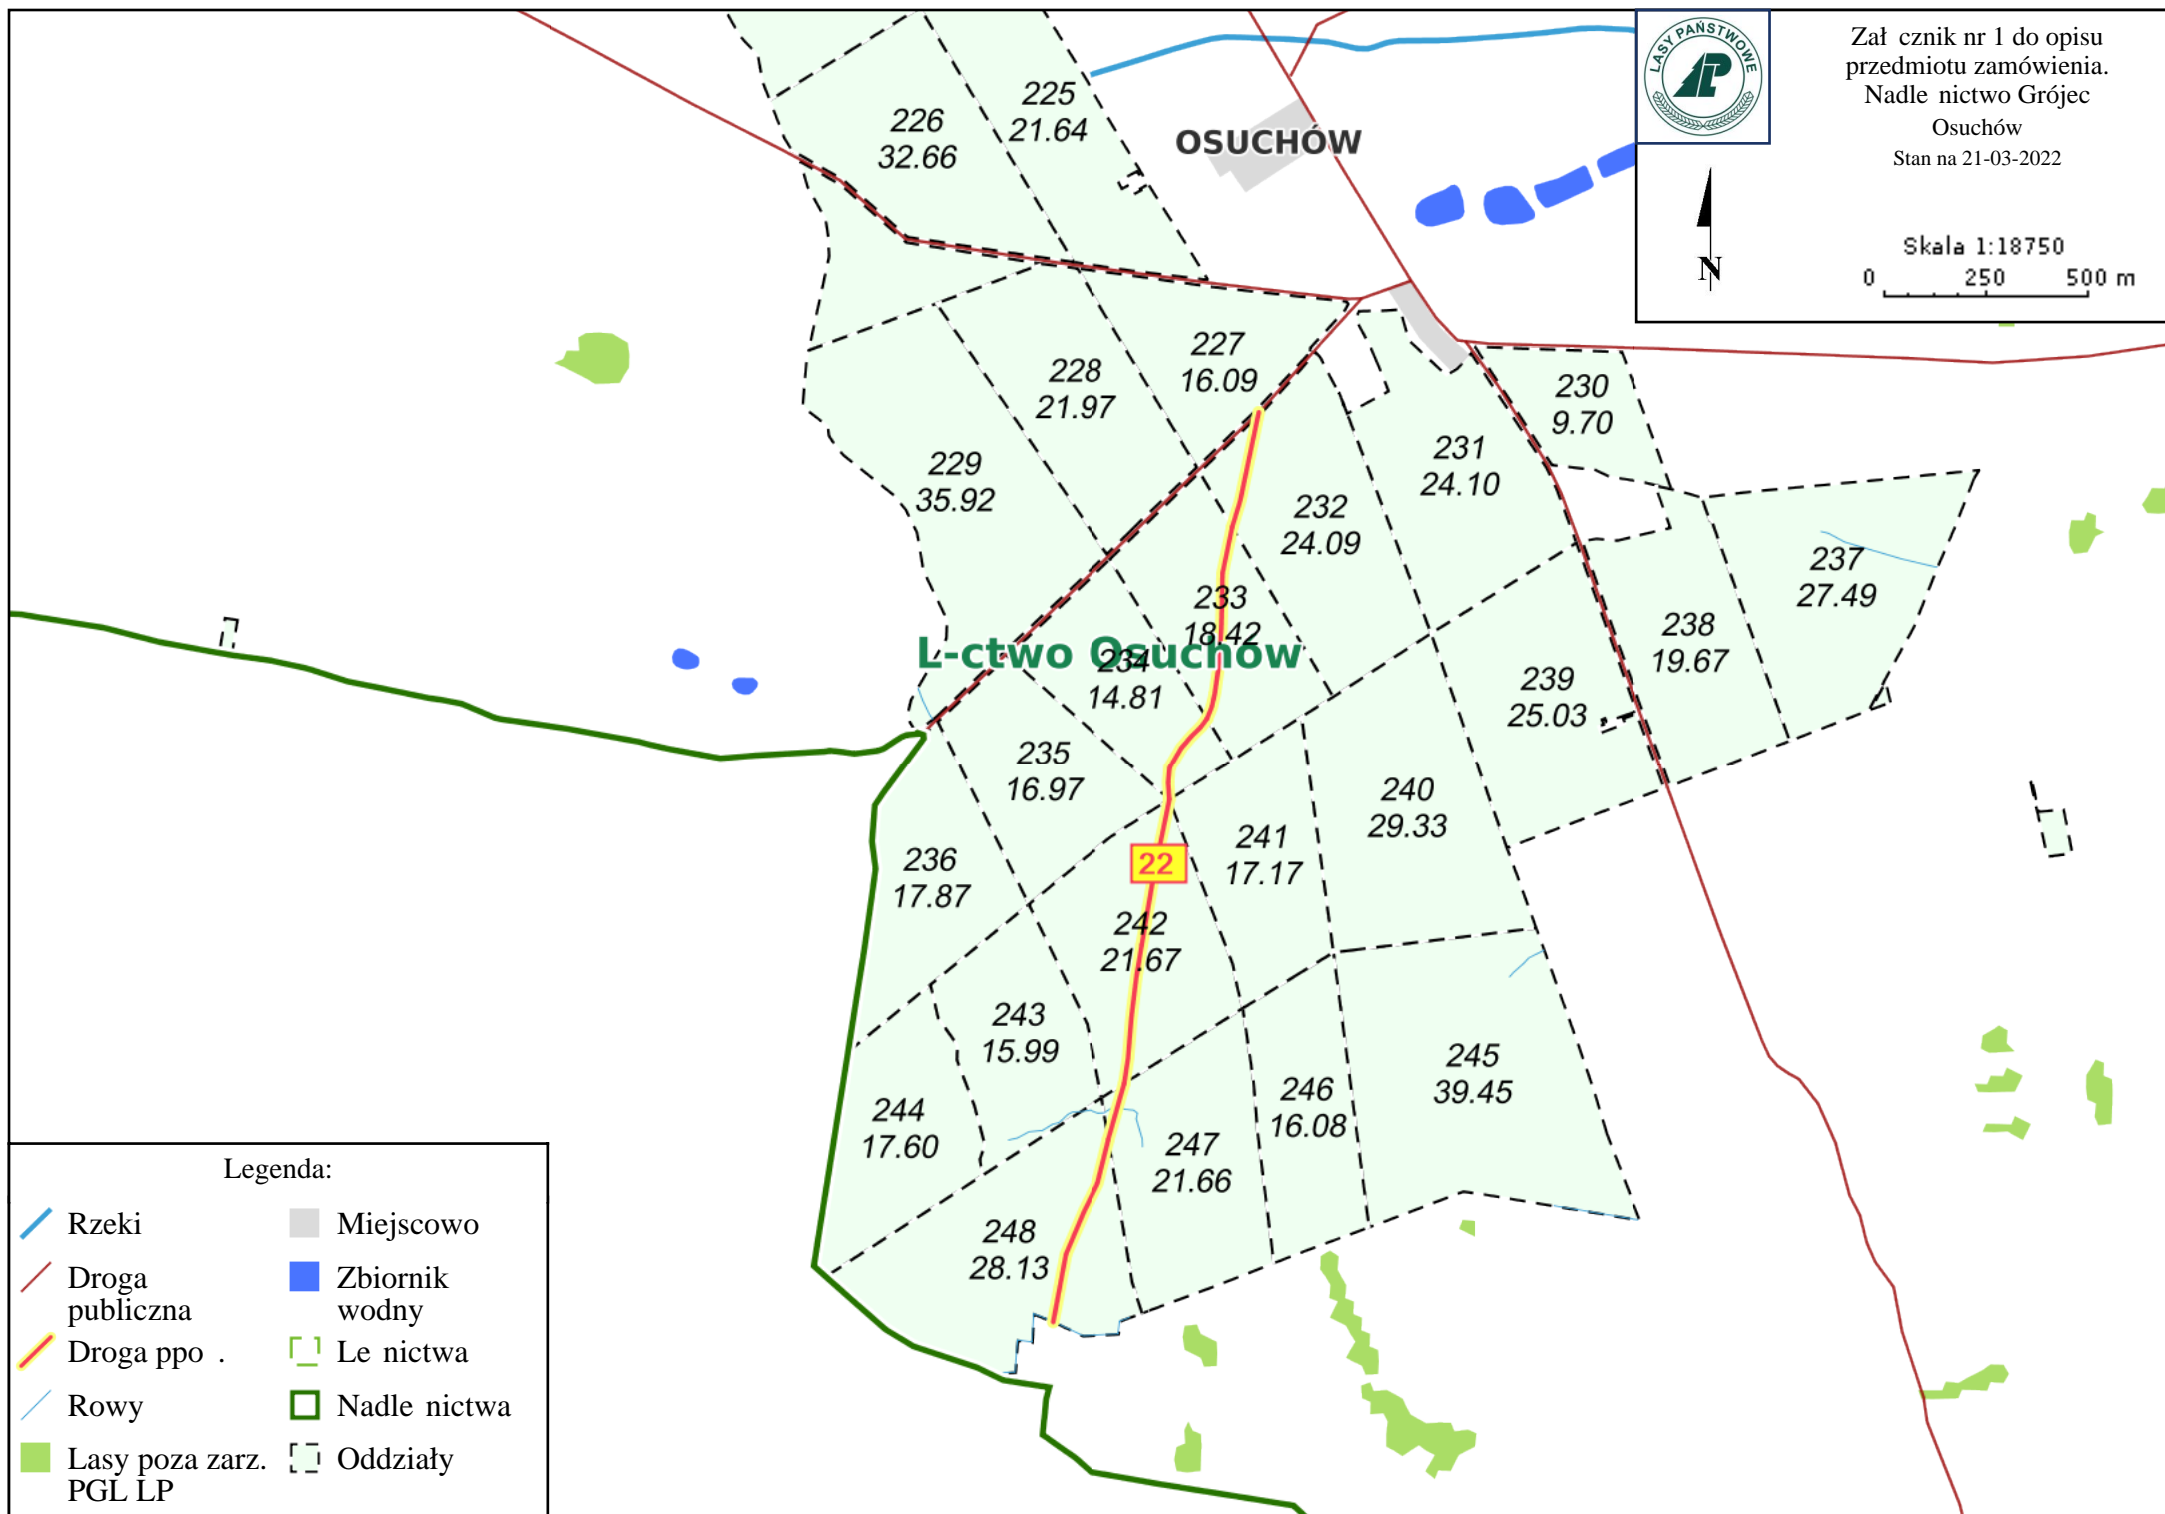 LASY PAŃSTWOWE
Zał cznik nr 1 do opisu
przedmiotu zamówienia.
Nadle nictwo Grójec
Osuchów
Stan na 21-03-2022
Skala 1:18750
0 250 500 m
N
OSUCHÓW
225
21.64
226
32.66
227
16.09
228
21.97
229
35.92
230
9.70
231
24.10
232
24.09
233
18.42
L-ctwo Osuchów
234
14.81
235
16.97
236
17.87
237
27.49
238
19.67
239
25.03
240
29.33
241
17.17
22
242
21.67
243
15.99
244
17.60
245
39.45
246
16.08
247
21.66
248
28.13
Legenda:
Rzeki
Droga
publiczna
Droga ppo .
Rowy
Lasy poza zarz.
PGL LP
Miejscowo
Zbiornik
wodny
Le nictwa
Nadle nictwa
Oddziały